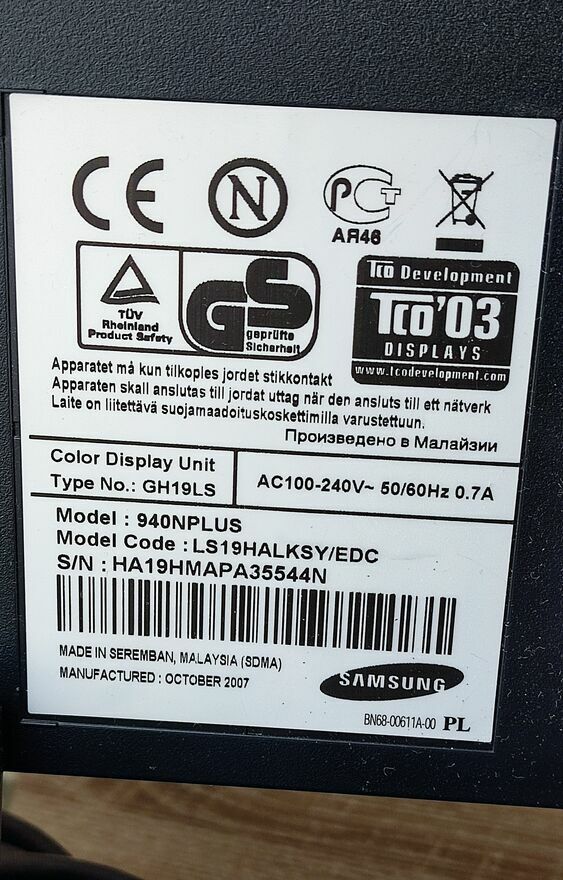 CE N PCT
АЯ46
TÜV
Rheinland
Product Safety
GS
geprüfte
Sicherheit
TCO Development
TCO'03
DISPLAYS
www.tcodevelopment.com
Apparatet må kun tilkoples jordet stikkontakt
Apparaten skall anslutas till jordat uttag när den ansluts till ett nätverk
Laite on liitettävä suojamaadoituskoskettimilla varustettuun.
Произведено в Малайзии
Color Display Unit
Type No.: GH19LS
AC100-240V~ 50/60Hz 0.7A
Model : 940NPLUS
Model Code : LS19HALKSY/EDC
S/N : HA19HMAPA35544N
MADE IN SEREMBAN, MALAYSIA (SDMA)
MANUFACTURED : OCTOBER 2007
SAMSUNG
BN68-00611A-00 PL